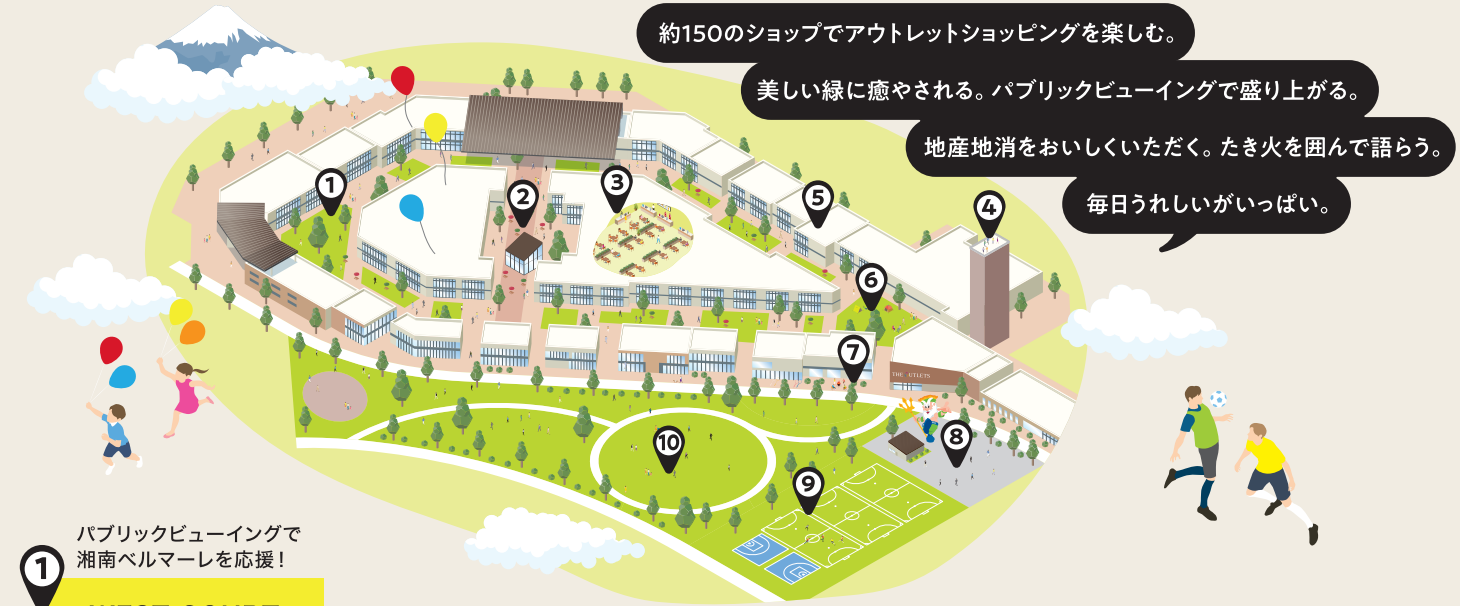 約150のショップでアウトレットショッピングを楽しむ。
美しい緑に癒やされる。パブリックビューイングで盛り上がる。
地産地消をおいしくいただく。たき火を囲んで語らう。
毎日うれしいがいっぱい。
1
2
3
4
5
6
7
THE OUTLETS
8
9
10
パブリックビューイングで
湘南ベルマーレを応援！
1